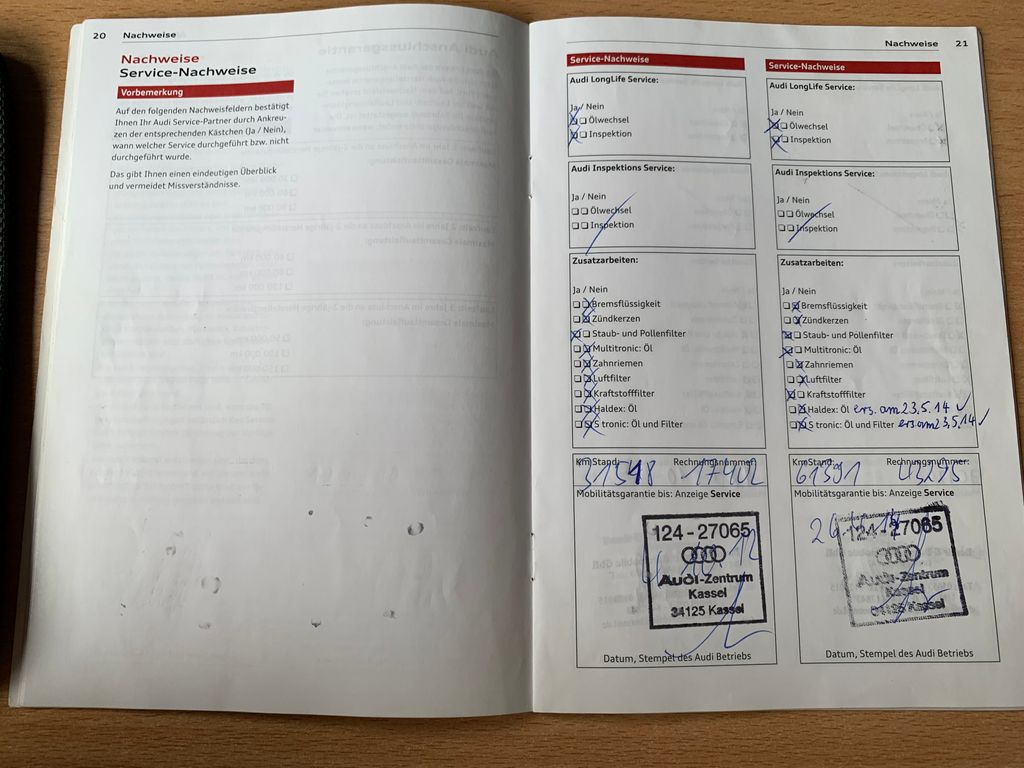 20 Nachweise
Nachweise
Service-Nachweise
Vorbemerkung
Auf den folgenden Nachweisfeldern bestätigt
Ihnen Ihr Audi Service-Partner durch Ankreu-
zen der entsprechenden Kästchen (Ja / Nein),
wann welcher Service durchgeführt bzw. nicht
durchgeführt wurde.
Das gibt Ihnen einen eindeutigen Überblick
und vermeidet Missverständnisse.
Nachweise 21
Service-Nachweise
Audi LongLife Service:
Ja / Nein
Ölwechsel
Inspektion
Audi Inspektions Service:
Ja / Nein
Ölwechsel
Inspektion
Zusatzarbeiten:
Ja / Nein
Bremsflüssigkeit
Zündkerzen
Staub- und Pollenfilter
Multitronic: Öl
Zahnriemen
Luftfilter
Kraftstofffilter
Haldex: Öl
S tronic: Öl und Filter
Km Stand: Rechnungsnummer:
31548 17402
Mobilitätsgarantie bis: Anzeige Service
124-27065
Audi-Zentrum
Kassel
34125 Kassel
Datum, Stempel des Audi Betriebs
Service-Nachweise
Audi LongLife Service:
Ja / Nein
Ölwechsel
Inspektion
Audi Inspektions Service:
Ja / Nein
Ölwechsel
Inspektion
Zusatzarbeiten:
Ja / Nein
Bremsflüssigkeit
Zündkerzen
Staub- und Pollenfilter
Multitronic: Öl
Zahnriemen
Luftfilter
Kraftstofffilter
Haldex: Öl ers. am 23.5.14
S tronic: Öl und Filter ers am 23.5.14
Km Stand: Rechnungsnummer:
61391 43295
Mobilitätsgarantie bis: Anzeige Service
124-27065
Audi-Zentrum
Kassel
34125 Kassel
Datum, Stempel des Audi Betriebs